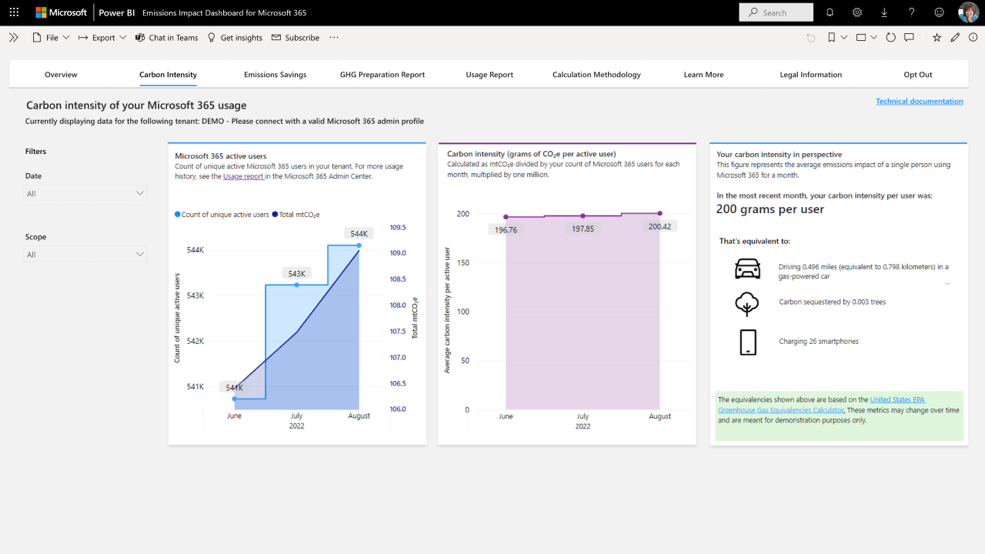 Microsoft Power BI Emissions Impact Dashboard for Microsoft 365 Search
File Export Chat in Teams Get insights Subscribe ...
Overview Carbon Intensity Emissions Savings GHG Preparation Report Usage Report Calculation Methodology Learn More Legal Information Opt Out
Carbon intensity of your Microsoft 365 usage
Technical documentation
Currently displaying data for the following tenant: DEMO - Please connect with a valid Microsoft 365 admin profile
Filters
Date
All
Scope
All
Microsoft 365 active users
Count of unique active Microsoft 365 users in your tenant. For more usage
history, see the Usage report in the Microsoft 365 Admin Center.
Count of unique active users Total mtCO₂e
Count of unique active users
544K
543K
542K
541K
541K
543K
544K
109.5
109.0
108.5
108.0
107.5
107.0
106.5
106.0
Total mtCO₂e
June July August
2022
Carbon intensity (grams of CO₂e per active user)
Calculated as mtCO₂e divided by your count of Microsoft 365 users for each
month, multiplied by one million.
Average carbon intensity per active user
200
150
100
50
0
196.76 197.85 200.42
June July August
2022
Your carbon intensity in perspective
This figure represents the average emissions impact of a single person using
Microsoft 365 for a month.
In the most recent month, your carbon intensity per user was:
200 grams per user
That's equivalent to:
Driving 0.496 miles (equivalent to 0.798 kilometers) in a
gas-powered car
Carbon sequestered by 0.003 trees
Charging 26 smartphones
The equivalencies shown above are based on the United States EPA.
Greenhouse Gas Equivalencies Calculator. These metrics may change over time
and are meant for demonstration purposes only.